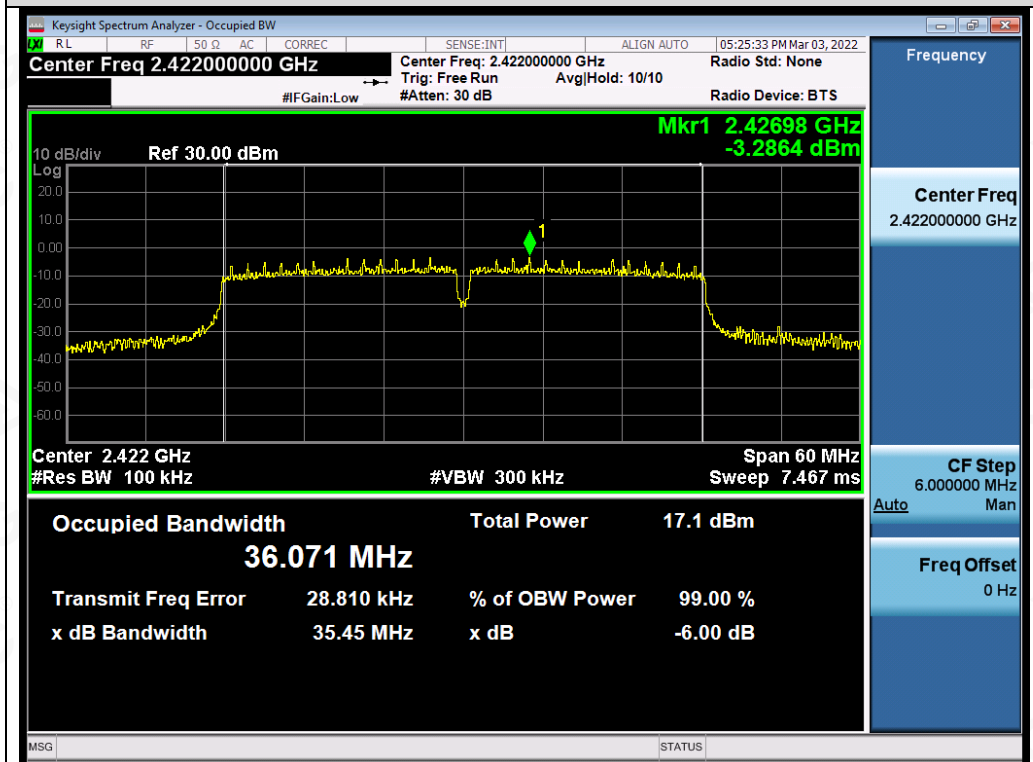 Keysight Spectrum Analyzer - Occupied BW
LXI RL RF 50 Ω AC CORREC SENSE:INT ALIGN AUTO 05:25:33 PM Mar 03, 2022
Center Freq 2.422000000 GHz
Center Freq: 2.422000000 GHz Radio Std: None
Trig: Free Run Avg|Hold: 10/10
#IFGain:Low #Atten: 30 dB Radio Device: BTS
Mkr1 2.42698 GHz
-3.2864 dBm
10 dB/div Ref 30.00 dBm
Log
20.0
10.0
1
0.00
-10.0
-20.0
-30.0
-40.0
-50.0
-60.0
Center 2.422 GHz Span 60 MHz
#Res BW 100 kHz #VBW 300 kHz Sweep 7.467 ms
Occupied Bandwidth Total Power 17.1 dBm
36.071 MHz
Transmit Freq Error 28.810 kHz % of OBW Power 99.00 %
x dB Bandwidth 35.45 MHz x dB -6.00 dB
Frequency
Center Freq
2.422000000 GHz
CF Step
6.000000 MHz
Auto Man
Freq Offset
0 Hz
MSG STATUS